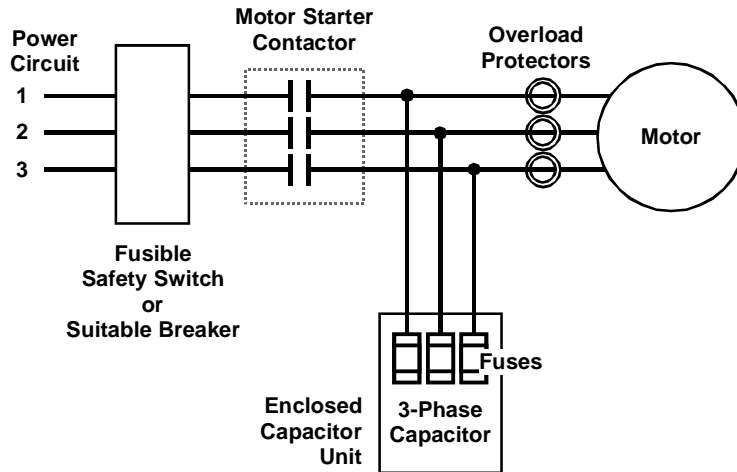 Power
Circuit
1
2
3
Motor Starter
Contactor
Overload
Protectors
Motor
Fusible
Safety Switch
or
Suitable Breaker
Fuses
Enclosed
Capacitor
Unit
3-Phase
Capacitor